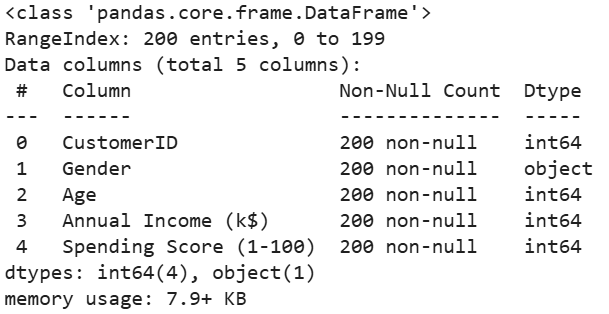 <class 'pandas.core.frame.DataFrame'>
RangeIndex: 200 entries, 0 to 199
Data columns (total 5 columns):
 #   Column                  Non-Null Count  Dtype
---  ------                  --------------  -----
 0   CustomerID              200 non-null    int64
 1   Gender                  200 non-null    object
 2   Age                     200 non-null    int64
 3   Annual Income (k$)      200 non-null    int64
 4   Spending Score (1-100)  200 non-null    int64
dtypes: int64(4), object(1)
memory usage: 7.9+ KB